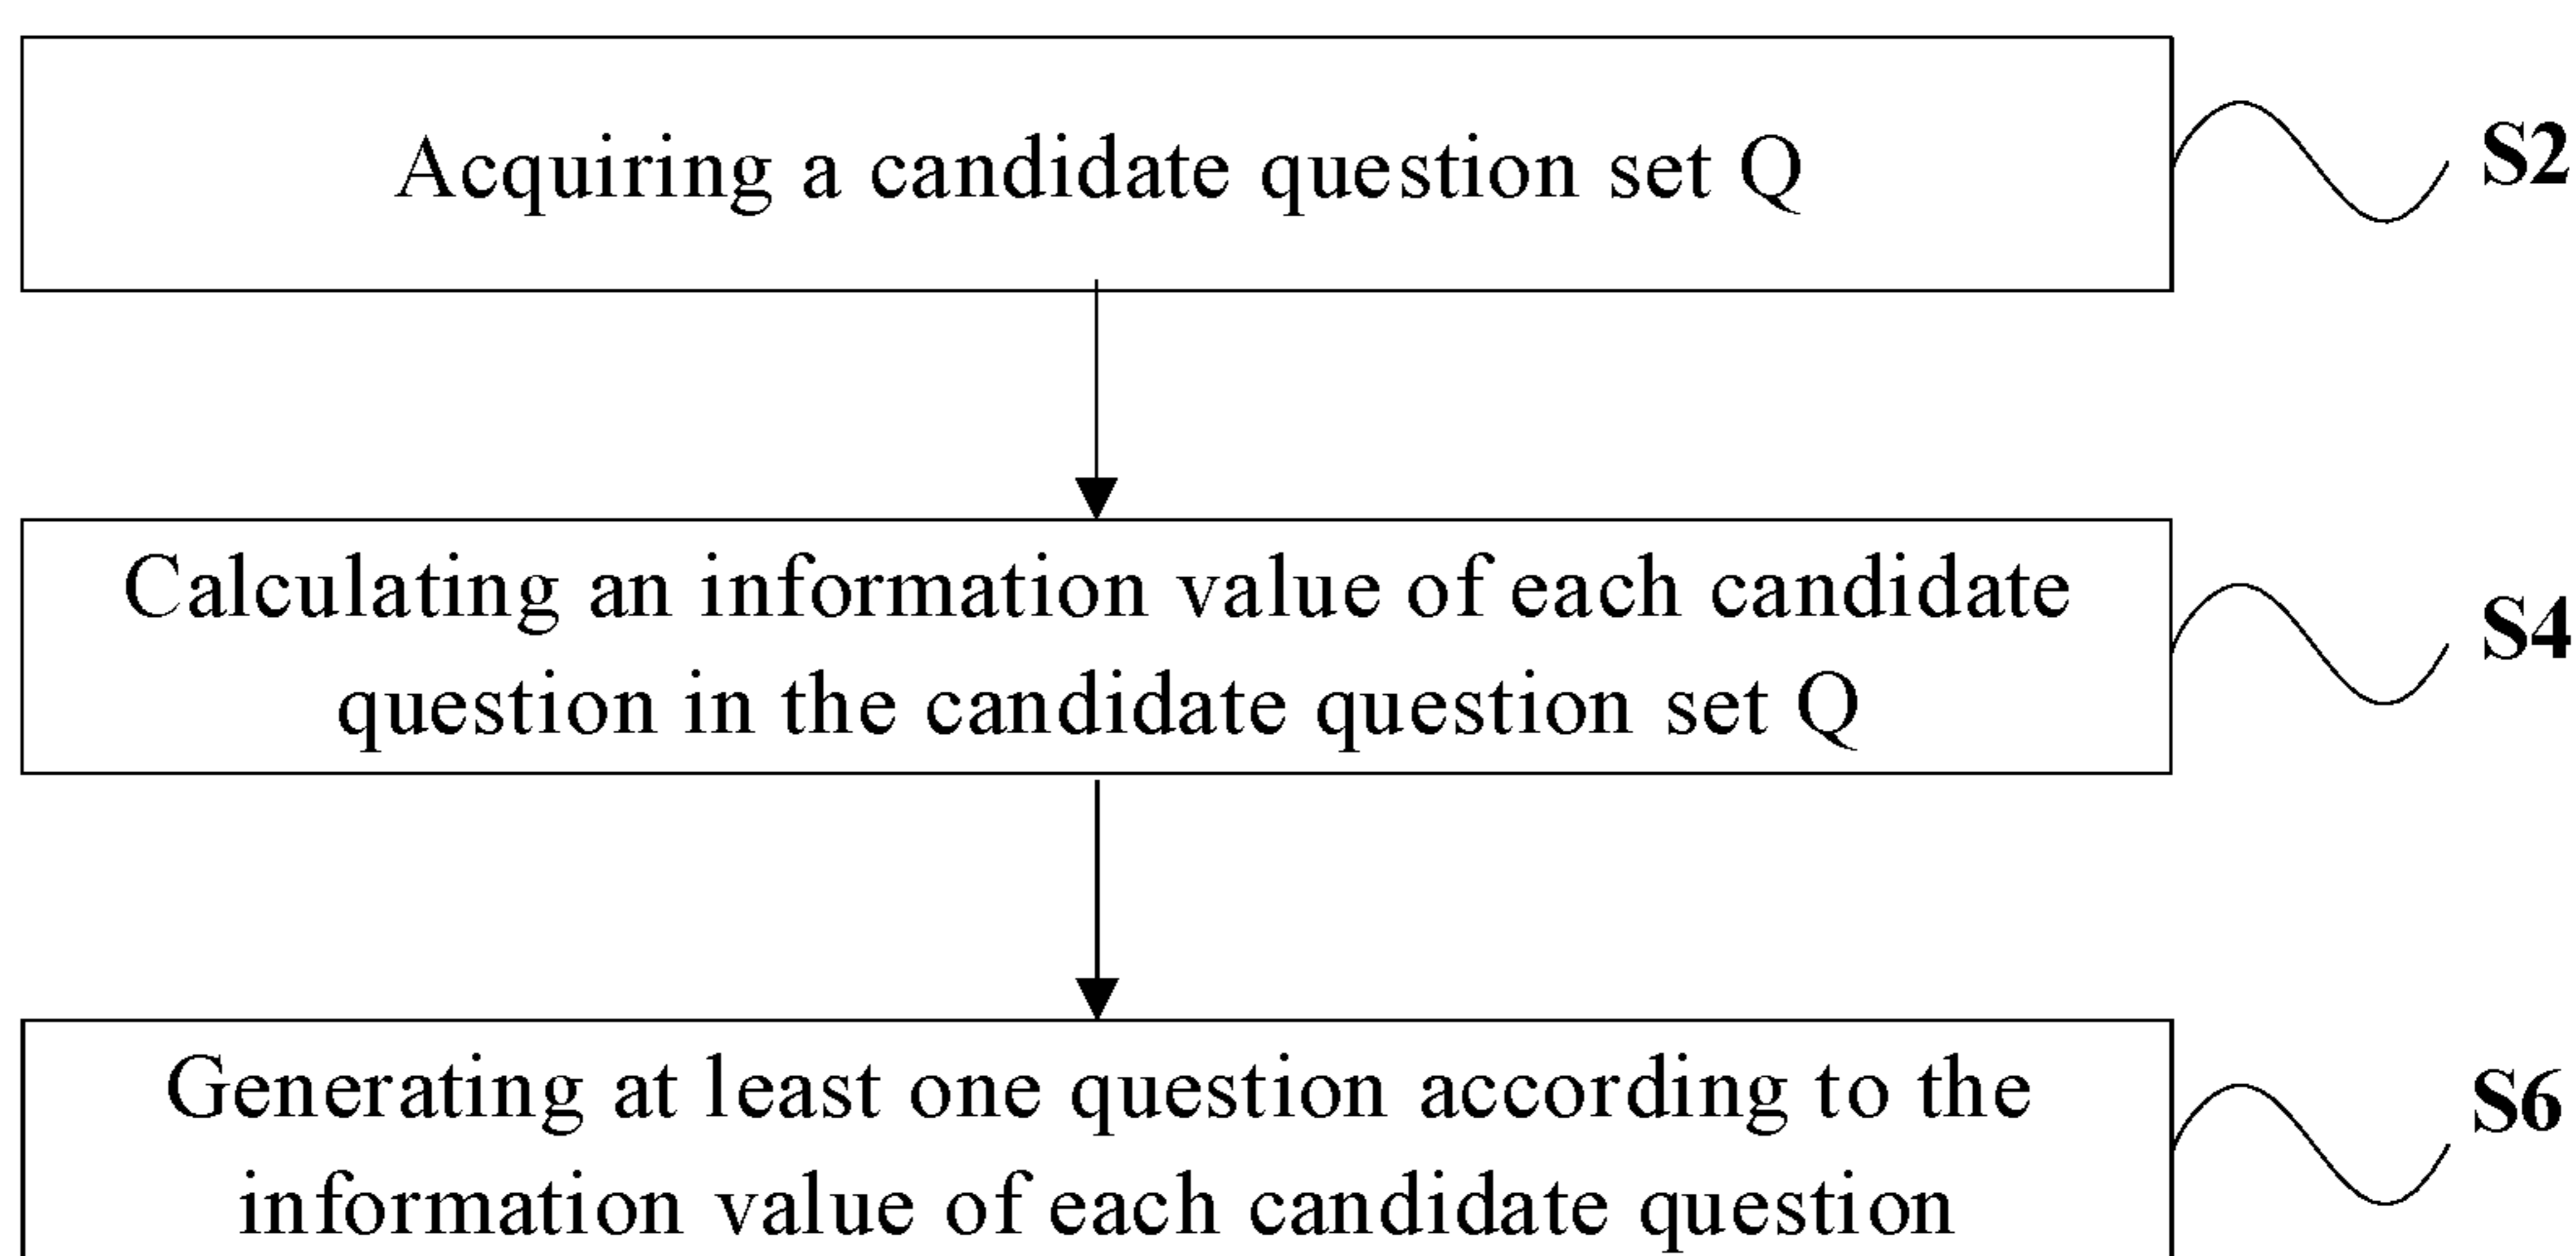 Acquiring a candidate question set Q
S2
Calculating an information value of each candidate
question in the candidate question set Q
S4
Generating at least one question according to the
information value of each candidate question
S6